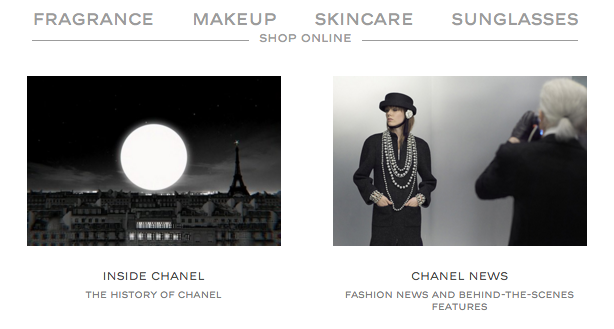 FRAGRANCE MAKEUP SKINCARE SUNGLASSES
SHOP ONLINE
INSIDE CHANEL
THE HISTORY OF CHANEL
CHANEL NEWS
FASHION NEWS AND BEHIND-THE-SCENES
FEATURES